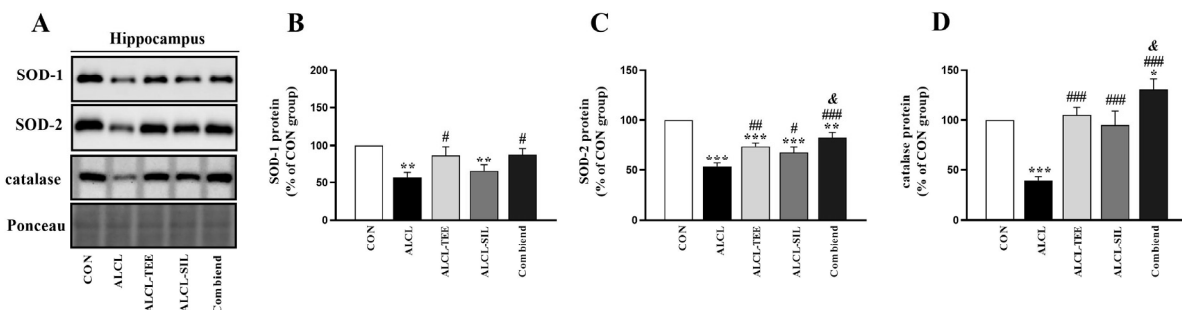 A
Hippocampus
SOD-1
SOD-2
catalase
Ponceau
CON
ALCL
ALCL-TEE
ALCL-SIL
Combiend
B
SOD-1 protein
(% of CON group)
200
150
100
50
0
**
#
**
#
CON
ALCL
ALCL-TEE
ALCL-SIL
Combiend
C
SOD-2 protein
(% of CON group)
150
100
50
0
***
##
***
#
***
&
###
**
CON
ALCL
ALCL-TEE
ALCL-SIL
Combiend
D
catalase protein
(% of CON group)
150
100
50
0
***
###
###
&
###
*
CON
ALCL
ALCL-TEE
ALCL-SIL
Combiend